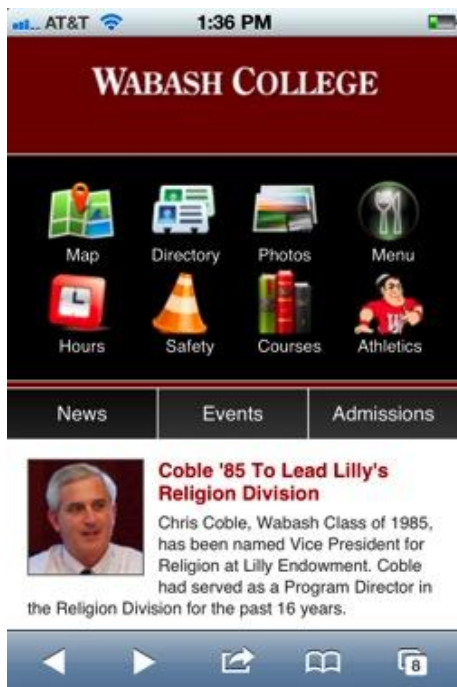 AT&T 1:36 PM
WABASH COLLEGE
Map Directory Photos Menu
Hours Safety Courses Athletics
News Events Admissions
Coble '85 To Lead Lilly's
Religion Division
Chris Coble, Wabash Class of 1985,
has been named Vice President for
Religion at Lilly Endowment. Coble
had served as a Program Director in
the Religion Division for the past 16 years.
8